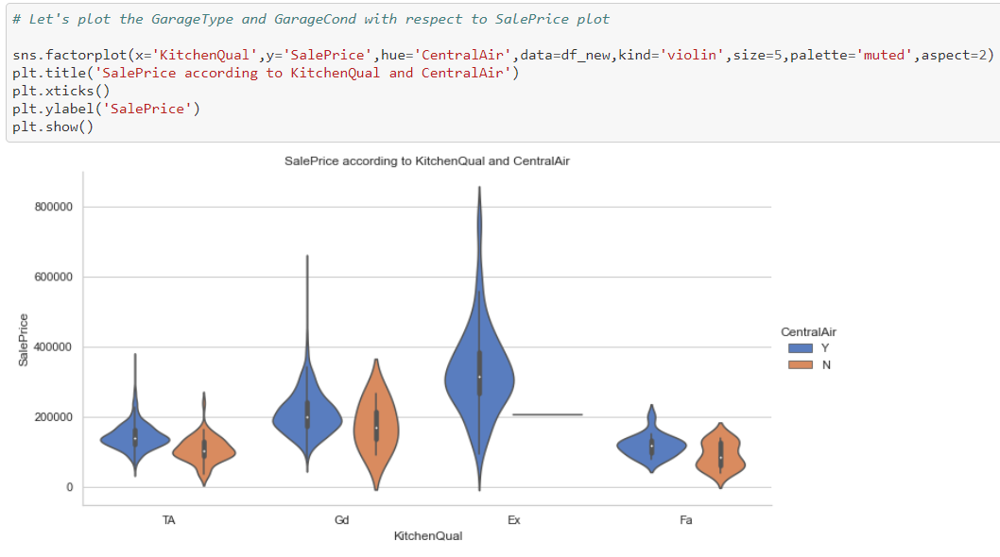 # Let's plot the GarageType and GarageCond with respect to SalePrice plot
sns.factorplot(x='KitchenQual',y='SalePrice',hue='CentralAir',data=df_new,kind='violin',size=5,palette='muted',aspect=2)
plt.title('SalePrice according to KitchenQual and CentralAir')
plt.xticks()
plt.ylabel('SalePrice')
plt.show()
SalePrice according to KitchenQual and CentralAir
800000
600000
400000
200000
0
SalePrice
TA Gd Ex Fa
KitchenQual
CentralAir
Y
N